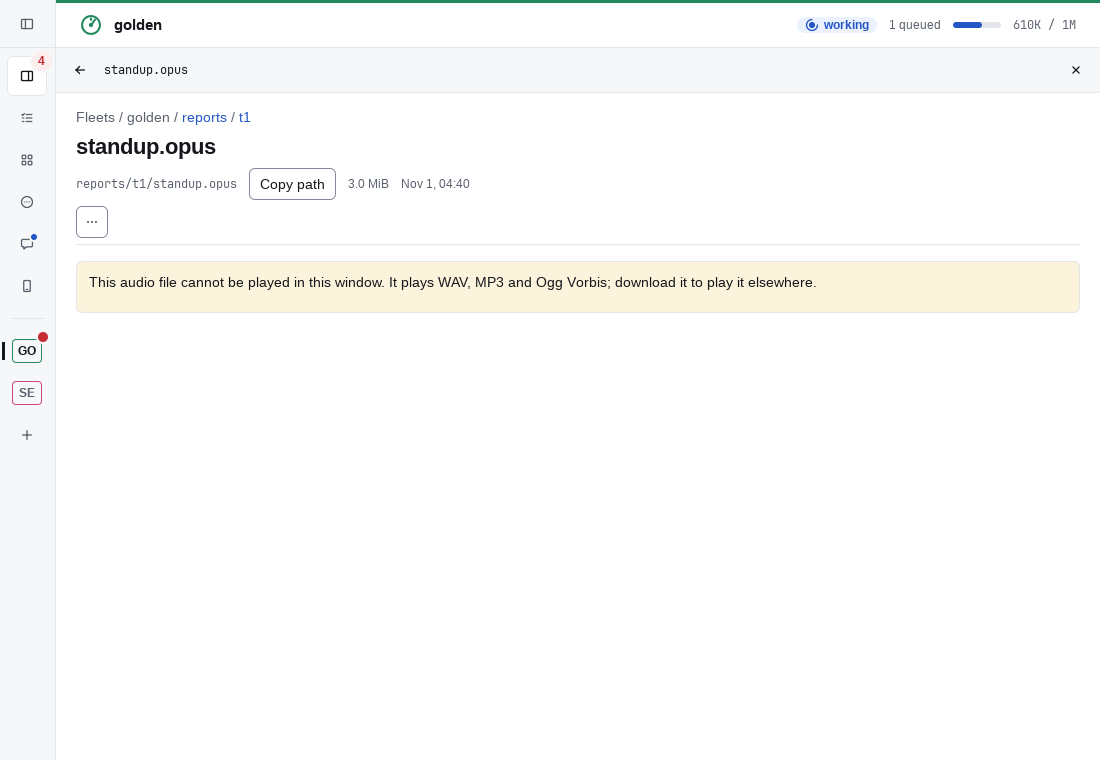 golden
working
1 queued
610K / 1M
4
standup.opus
Fleets / golden / reports / t1
standup.opus
reports/t1/standup.opus
Copy path
3.0 MiB
Nov 1, 04:40
...
This audio file cannot be played in this window. It plays WAV, MP3 and Ogg Vorbis; download it to play it elsewhere.
GO
SE